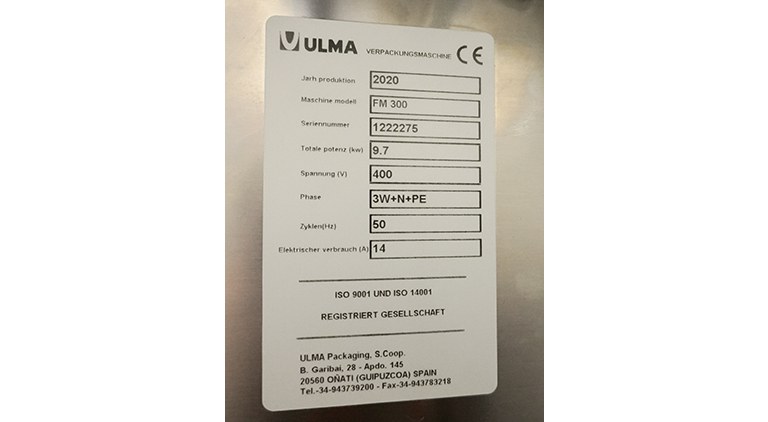 ULMA VERPACKUNGSMASCHINE CE
Jarh produktion 2020
Maschine modell FM 300
Seriennummer 1222275
Totale potenz (kw) 9.7
Spannung (V) 400
Phase 3W+N+PE
Zyklen(Hz) 50
Elektrischer verbrauch (A) 14
ISO 9001 UND ISO 14001
REGISTRIERT GESELLSCHAFT
ULMA Packaging, S.Coop.
B. Garibai, 28 - Apdo. 145
20560 OÑATI (GUIPUZCOA) SPAIN
Tel.-34-943739200 - Fax-34-943783218